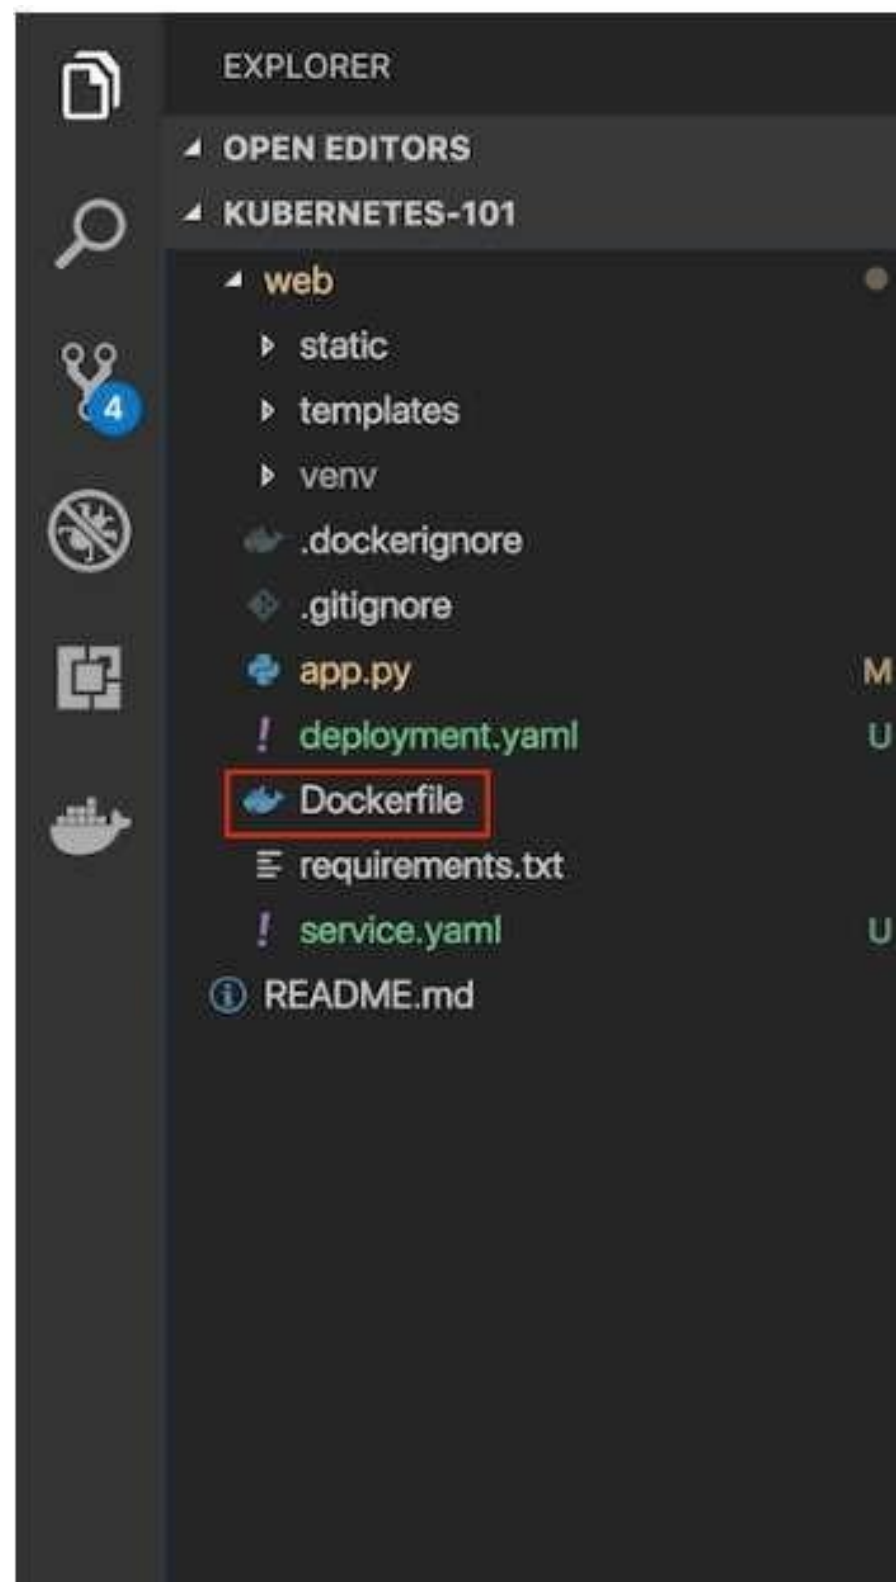 EXPLORER
OPEN EDITORS
KUBERNETES-101
web
static
templates
4
venv
.dockerignore
.gitignore
app.py M
deployment.yaml U
Dockerfile
requirements.txt
service.yaml U
README.md